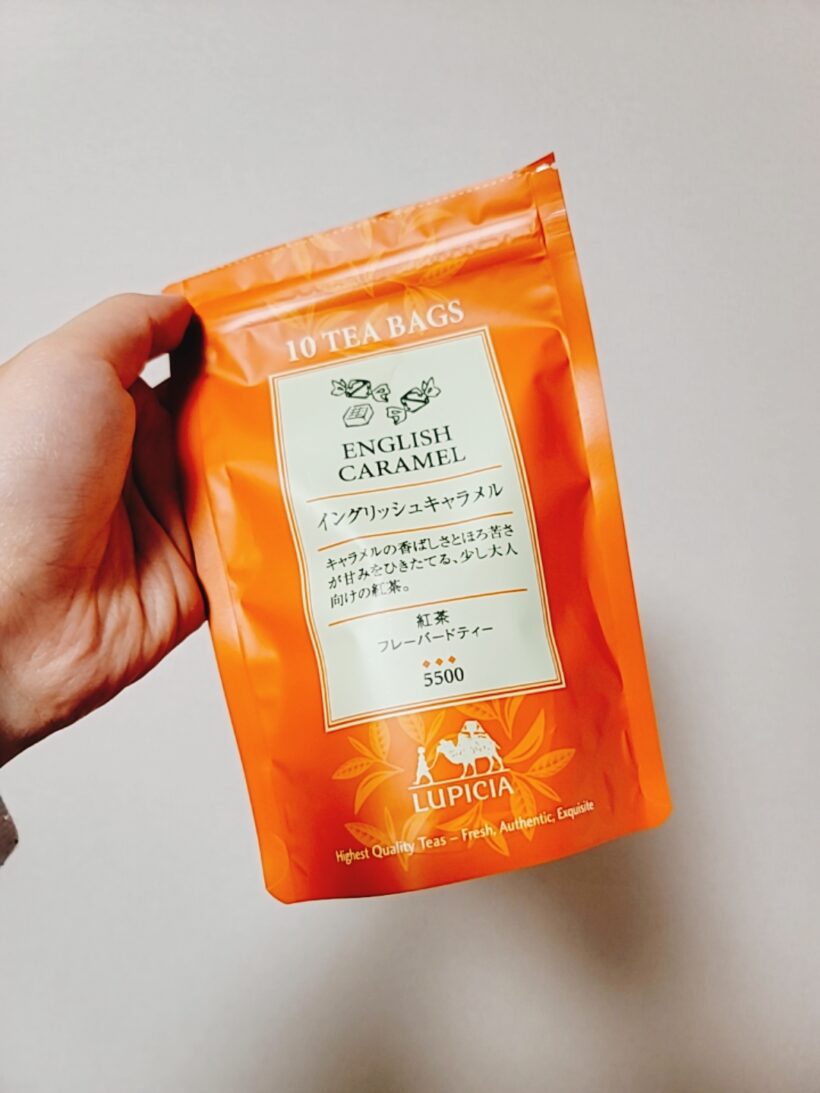 10 TEA BAGS
ENGLISH
CARAMEL
イングリッシュキャラメル
キャラメルの香ばしさとほろ苦さ
が甘みをひきたてる、少し大人
向けの紅茶。
紅茶
フレーバードティー
5500
LUPICIA
Highest Quality Teas – Fresh, Authentic, Exquisite